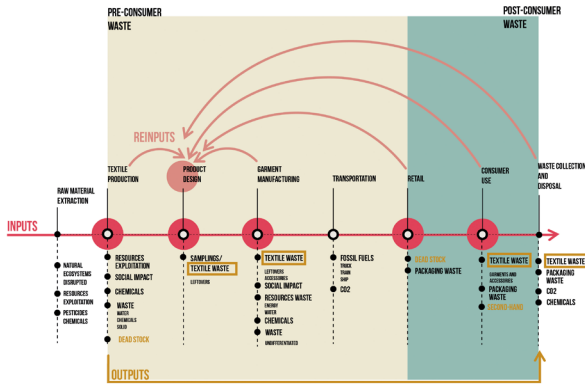 PRE-CONSUMER
WASTE
POST-CONSUMER
WASTE
REINPUTS
RAW MATERIAL
EXTRACTION
TEXTILE
PRODUCTION
PRODUCT
DESIGN
GARMENT
MANUFACTURING
TRANSPORTATION
RETAIL
CONSUMER
USE
WASTE COLLECTION
AND
DISPOSAL
INPUTS
NATURAL
ECOSYSTEMS
DISRUPTED
RESOURCES
EXPLOITATION
PESTICIDES
CHEMICALS
RESOURCES
EXPLOITATION
SOCIAL IMPACT
CHEMICALS
WASTE
WATER
CHEMICALS
SOLID
DEAD STOCK
SAMPLINGS/
TEXTILE WASTE
LEFTOVERS
TEXTILE WASTE
LEFTOVERS
ACCESSORIES
SOCIAL IMPACT
RESOURCES WASTE
ENERGY
WATER
CHEMICALS
WASTE
UNDIFFERENTIATED
FOSSIL FUELS
TRUCK
TRAIN
SHIP
CO2
DEAD STOCK
PACKAGING WASTE
TEXTILE WASTE
GARMENTS AND
ACCESSORIES
PACKAGING
WASTE
SECOND HAND
TEXTILE WASTE
PACKAGING
WASTE
CO2
CHEMICALS
OUTPUTS